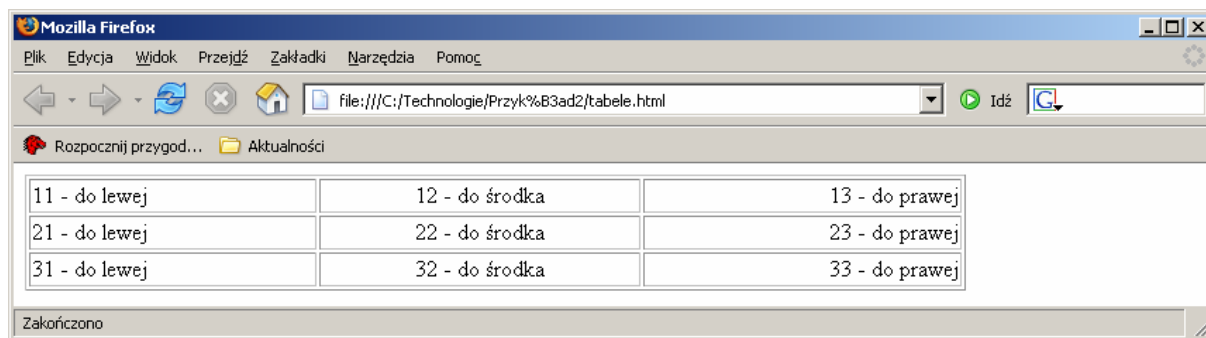 Mozilla Firefox
Plik Edycja Widok Przejdź Zakładki Narzędzia Pomoc
file:///C:/Technologie/Przyk%B3ad2/tabele.html Idź G
Rozpocznij przygod... Aktualności
11 - do lewej 12 - do środka 13 - do prawej
21 - do lewej 22 - do środka 23 - do prawej
31 - do lewej 32 - do środka 33 - do prawej
Zakończono